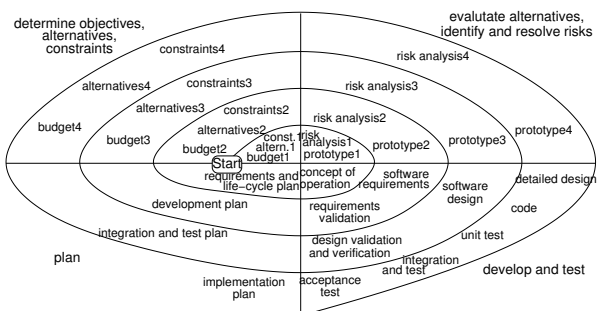 determine objectives,
alternatives,
constraints
evalutate alternatives,
identify and resolve risks
constraints4
risk analysis4
alternatives4
constraints3
risk analysis3
alternatives3
constraints2
risk analysis2
budget4
budget3
alternatives2
const.1
risk
analysis1
altern.1
prototype1
budget2
budget1
prototype2
prototype3
prototype4
Start
requirements and
life-cycle plan
concept of
operation
software
requirements
detailed design
development plan
requirements
validation
software
design
code
integration and test plan
design validation
and verification
unit test
plan
integration
and test
develop and test
implementation
plan
acceptance
test